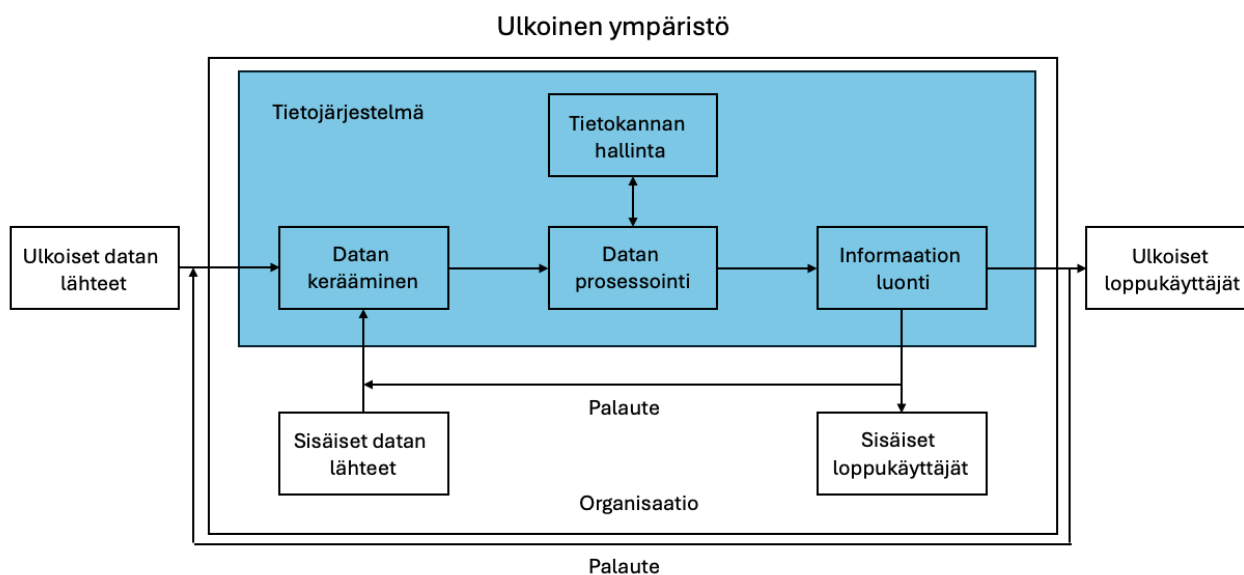 Ulkoinen ympäristö
Tietojärjestelmä
Tietokannan
hallinta
Ulkoiset datan
lähteet
Datan
kerääminen
Datan
prosessointi
Informaation
luonti
Ulkoiset
loppukäyttäjät
Palaute
Sisäiset datan
lähteet
Sisäiset
loppukäyttäjät
Organisaatio
Palaute